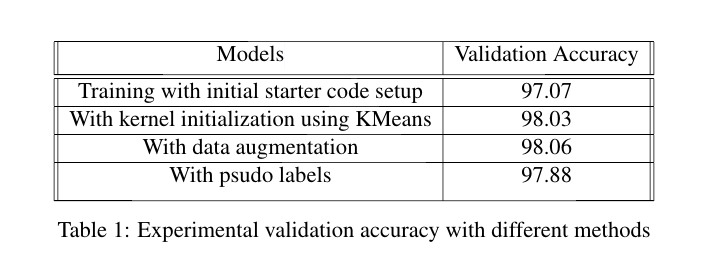 Models Validation Accuracy
Training with initial starter code setup 97.07
With kernel initialization using KMeans 98.03
With data augmentation 98.06
With psudo labels 97.88
Table 1: Experimental validation accuracy with different methods